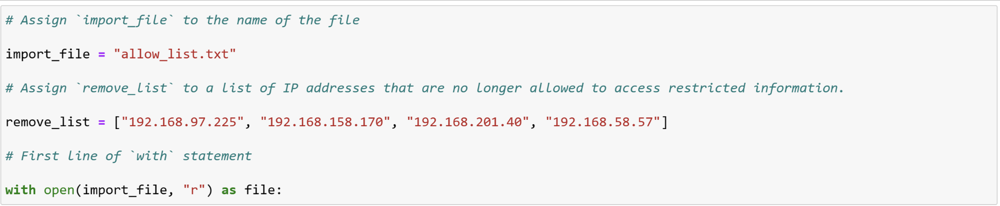 # Assign `import_file` to the name of the file
import_file = "allow_list.txt"
# Assign `remove_list` to a list of IP addresses that are no longer allowed to access restricted information.
remove_list = ["192.168.97.225", "192.168.158.170", "192.168.201.40", "192.168.58.57"]
# First line of `with` statement
with open(import_file, "r") as file: